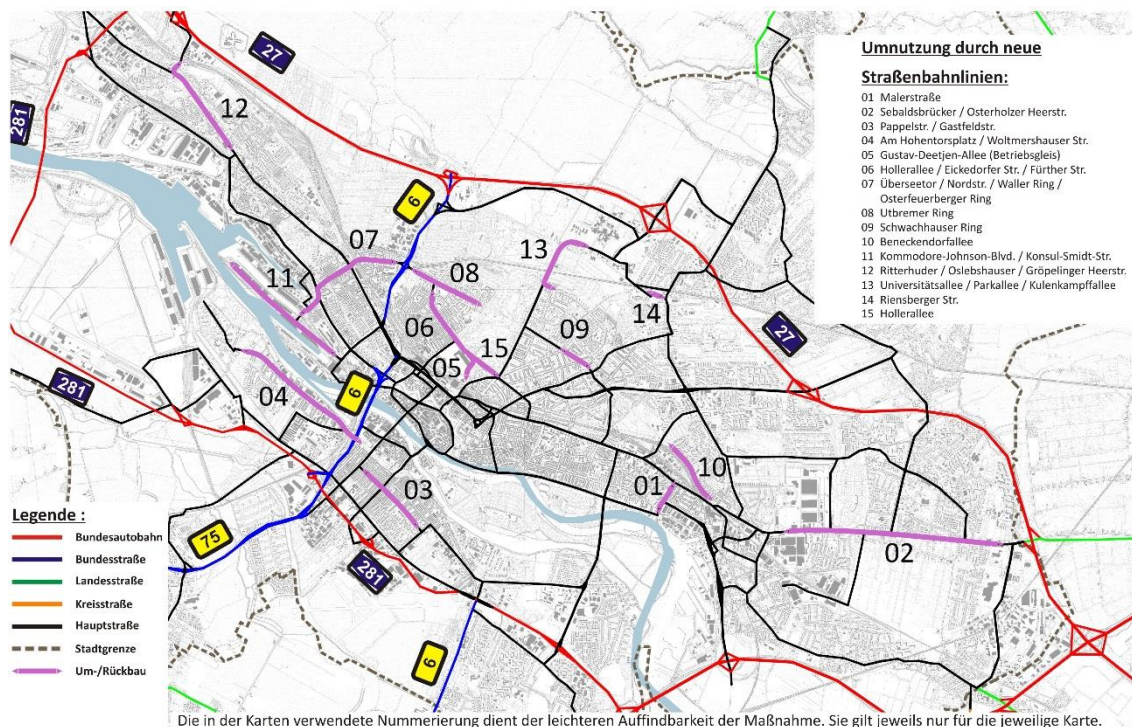 Umnutzung durch neue
Straßenbahnlinien:
01 Malerstraße
02 Sebaldsbrücker / Osterholzer Heerstr.
03 Pappelstr. / Gastfeldstr.
04 Am Hohentorsplatz / Woltmershauser Str.
05 Gustav-Deetjen-Allee (Betriebsgleis)
06 Hollerallee / Eickedorfer Str. / Fürther Str.
07 Überseetor / Nordstr. / Waller Ring /
Osterfeuerberger Ring
08 Utbremer Ring
09 Schwachhauser Ring
10 Beneckendorfallee
11 Kommodore-Johnson-Blvd. / Konsul-Smidt-Str.
12 Ritterhuder / Oslebshauser / Gröpelinger Heerstr.
13 Universitätsallee / Parkallee / Kulenkampffallee
14 Riensberger Str.
15 Hollerallee
27
12
281
6
13
07
08
11
14
06
09
27
15
05
281
04
6
10
01
03
02
75
281
6
Legende :
Bundesautobahn
Bundesstraße
Landesstraße
Kreisstraße
Hauptstraße
Stadtgrenze
Um-/Rückbau
Die in der Karten verwendete Nummerierung dient der leichteren Auffindbarkeit der Maßnahme. Sie gilt jeweils nur für die jeweilige Karte.